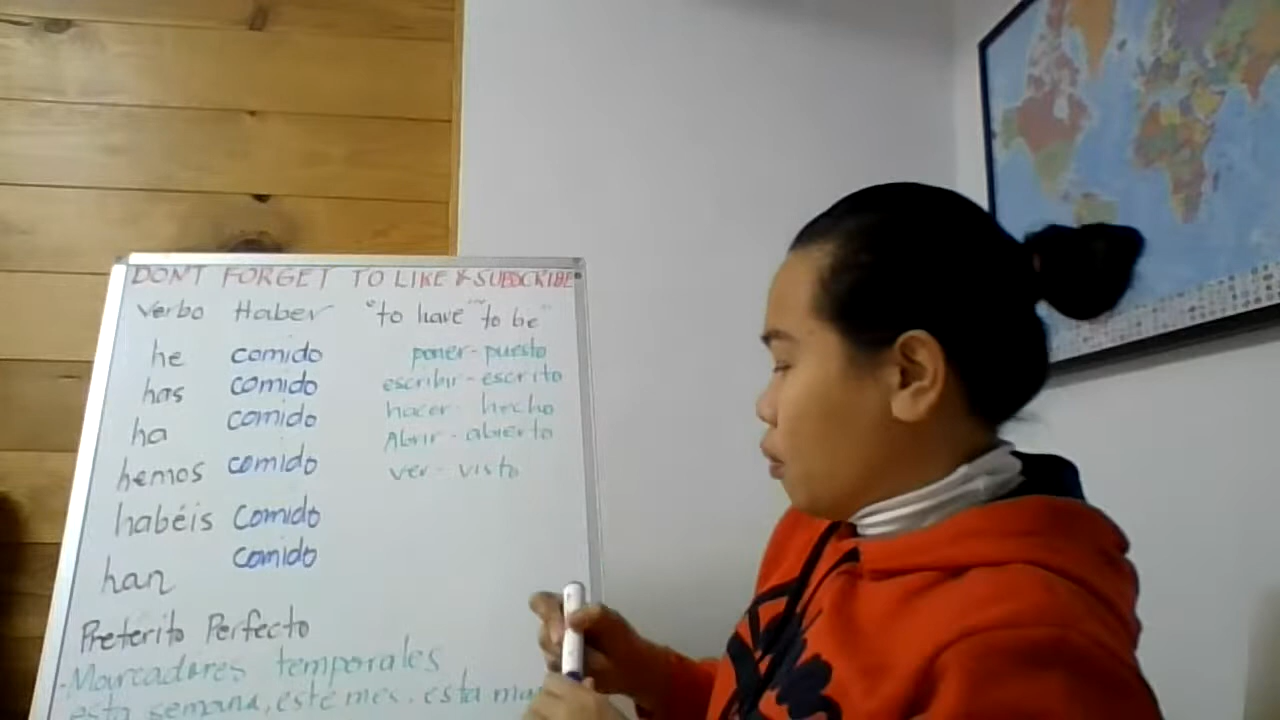 DON'T FORGET TO LIKE & SUBDCRIBE
Verbo Haber "to have" "to be"
he comido poner - puesto
has comido escribir - escrito
ha comido hacer - hecho
hemos comido Abrir - abierto
habéis comido ver - visto
han comido
Preterito Perfecto
- Marcadores temporales
esta semana, este mes, esta